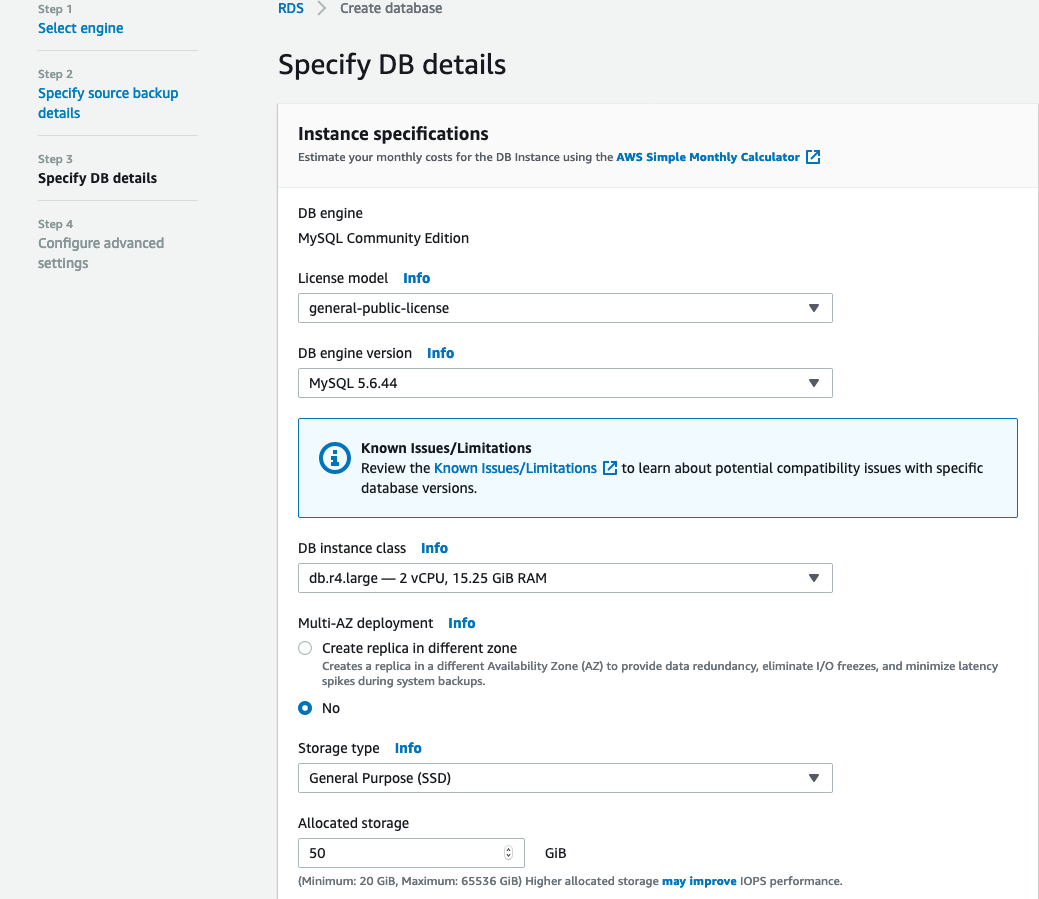 Step 1
Select engine
Step 2
Specify source backup
details
Step 3
Specify DB details
Step 4
Configure advanced
settings
RDS > Create database
Specify DB details
Instance specifications
Estimate your monthly costs for the DB Instance using the AWS Simple Monthly Calculator
DB engine
MySQL Community Edition
License model Info
general-public-license
DB engine version Info
MySQL 5.6.44
Known Issues/Limitations
Review the Known Issues/Limitations to learn about potential compatibility issues with specific
database versions.
DB instance class Info
db.r4.large — 2 vCPU, 15.25 GiB RAM
Multi-AZ deployment Info
Create replica in different zone
Creates a replica in a different Availability Zone (AZ) to provide data redundancy, eliminate I/O freezes, and minimize latency
spikes during system backups.
No
Storage type Info
General Purpose (SSD)
Allocated storage
50 GiB
(Minimum: 20 GiB, Maximum: 65536 GiB) Higher allocated storage may improve IOPS performance.